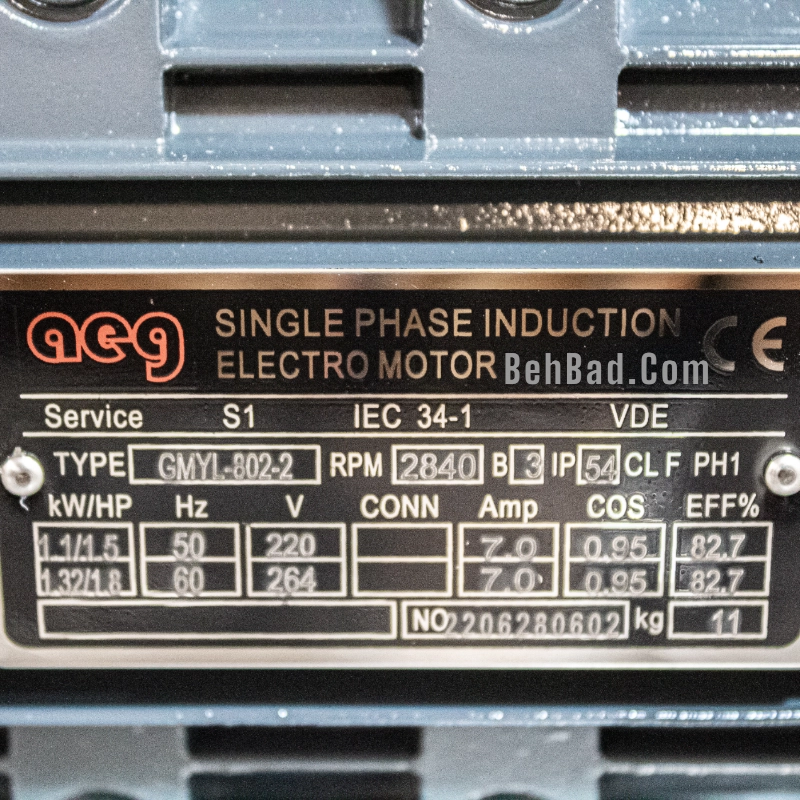 aeg SINGLE PHASE INDUCTION CE
ELECTRO MOTOR BehBad.Com
Service S1 IEC 34-1 VDE
TYPE GMYL-802-2 RPM 2840 B 3 IP 54 CL F PH1
kW/HP Hz V CONN Amp COS EFF%
1.1/1.5 50 220 7.0 0.95 82.7
1.32/1.8 60 264 7.0 0.95 82.7
NO 2206280602 kg 11